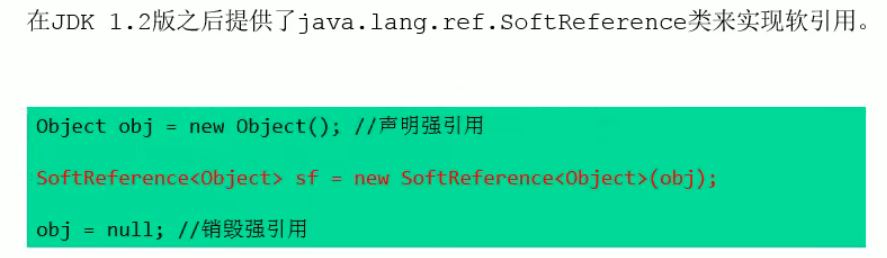 在JDK 1.2版之后提供了java.lang.ref.SoftReference类来实现软引用。
Object obj = new Object(); //声明强引用
SoftReference<Object> sf = new SoftReference<Object>(obj);
obj = null; //销毁强引用